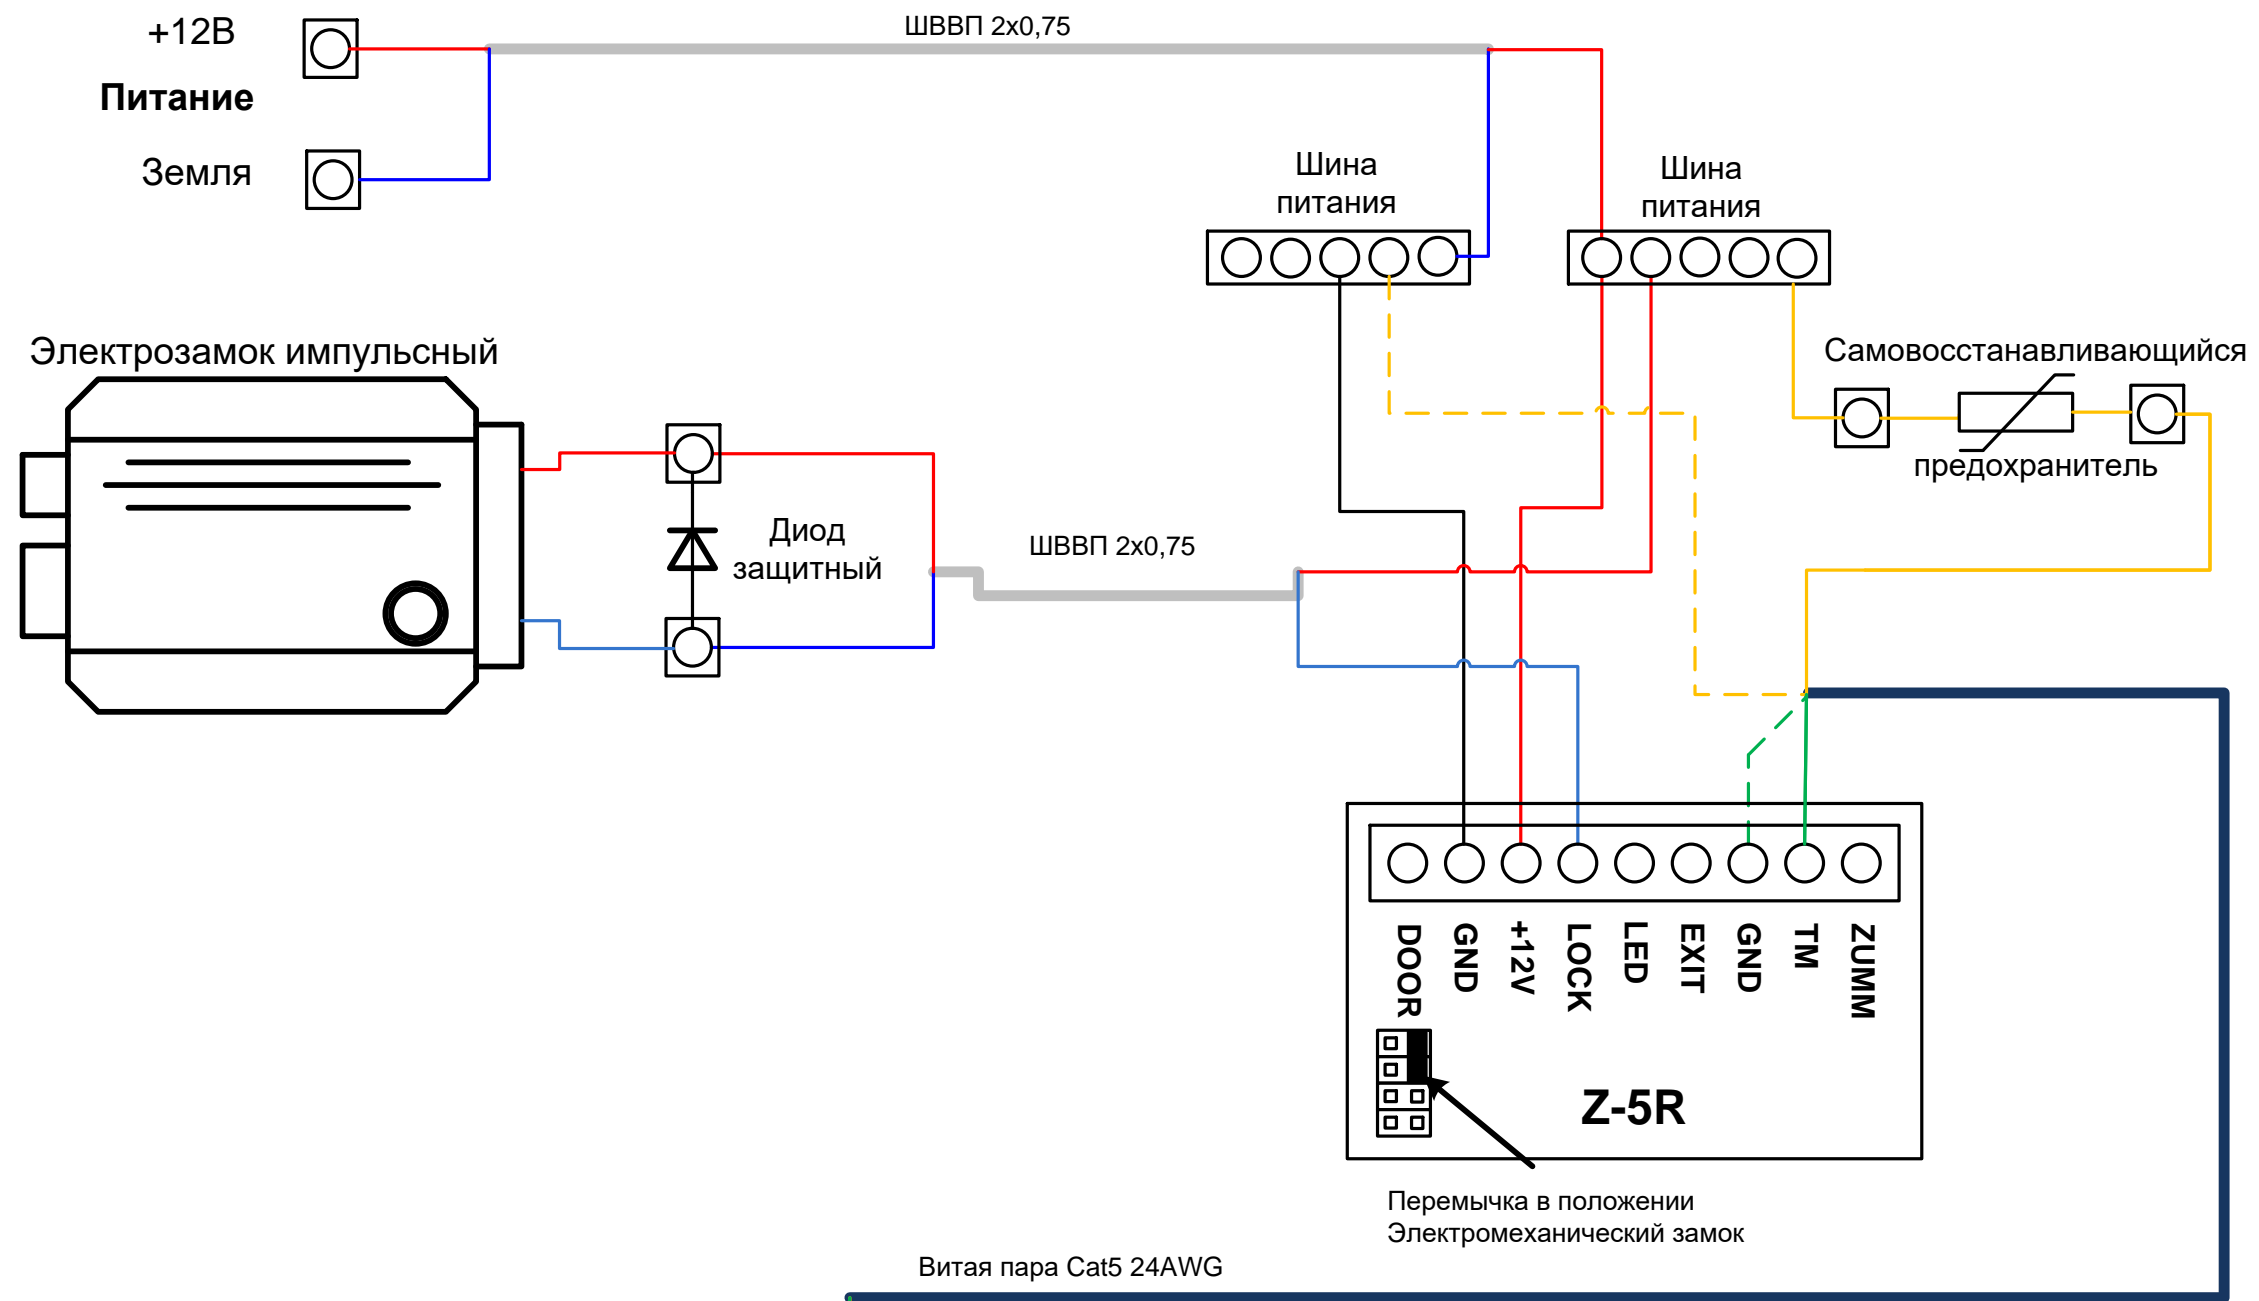 +12В
ШВВП 2x0,75
Питание
Земля
Шина
питания
Шина
питания
Электрозамок импульсный
Самовосстанавливающийся
предохранитель
Диод
защитный
ШВВП 2x0,75
DOOR
GND
+12V
LOCK
LED
EXIT
GND
TM
ZUMM
Z-5R
Перемычка в положении
Электромеханический замок
Витая пара Cat5 24AWG